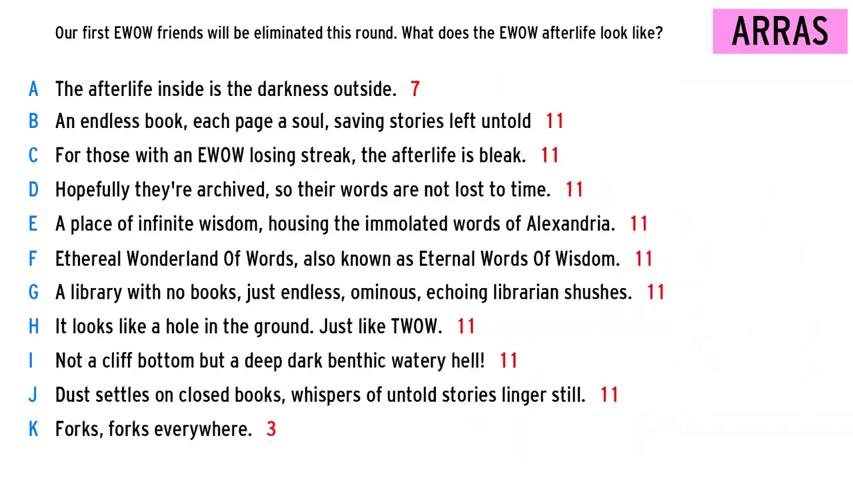 Our first EWOW friends will be eliminated this round. What does the EWOW afterlife look like?
ARRAS
A The afterlife inside is the darkness outside. 7
B An endless book, each page a soul, saving stories left untold 11
C For those with an EWOW losing streak, the afterlife is bleak. 11
D Hopefully they're archived, so their words are not lost to time. 11
E A place of infinite wisdom, housing the immolated words of Alexandria. 11
F Ethereal Wonderland Of Words, also known as Eternal Words Of Wisdom. 11
G A library with no books, just endless, ominous, echoing librarian shushes. 11
H It looks like a hole in the ground. Just like TWOW. 11
I Not a cliff bottom but a deep dark benthic watery hell! 11
J Dust settles on closed books, whispers of untold stories linger still. 11
K Forks, forks everywhere. 3